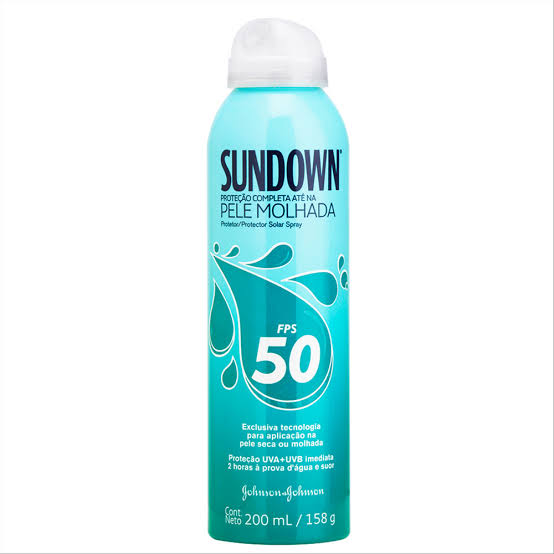 SUNDOWN®
PROTEÇÃO COMPLETA ATÉ NA
PELE MOLHADA
Protetor/Protector Solar Spray
FPS
50
Exclusiva tecnologia
para aplicação na
pele seca ou molhada
Proteção UVA+UVB imediata
2 horas à prova d'água e suor
Johnson & Johnson
Cont.
Neto 200 mL / 158 g